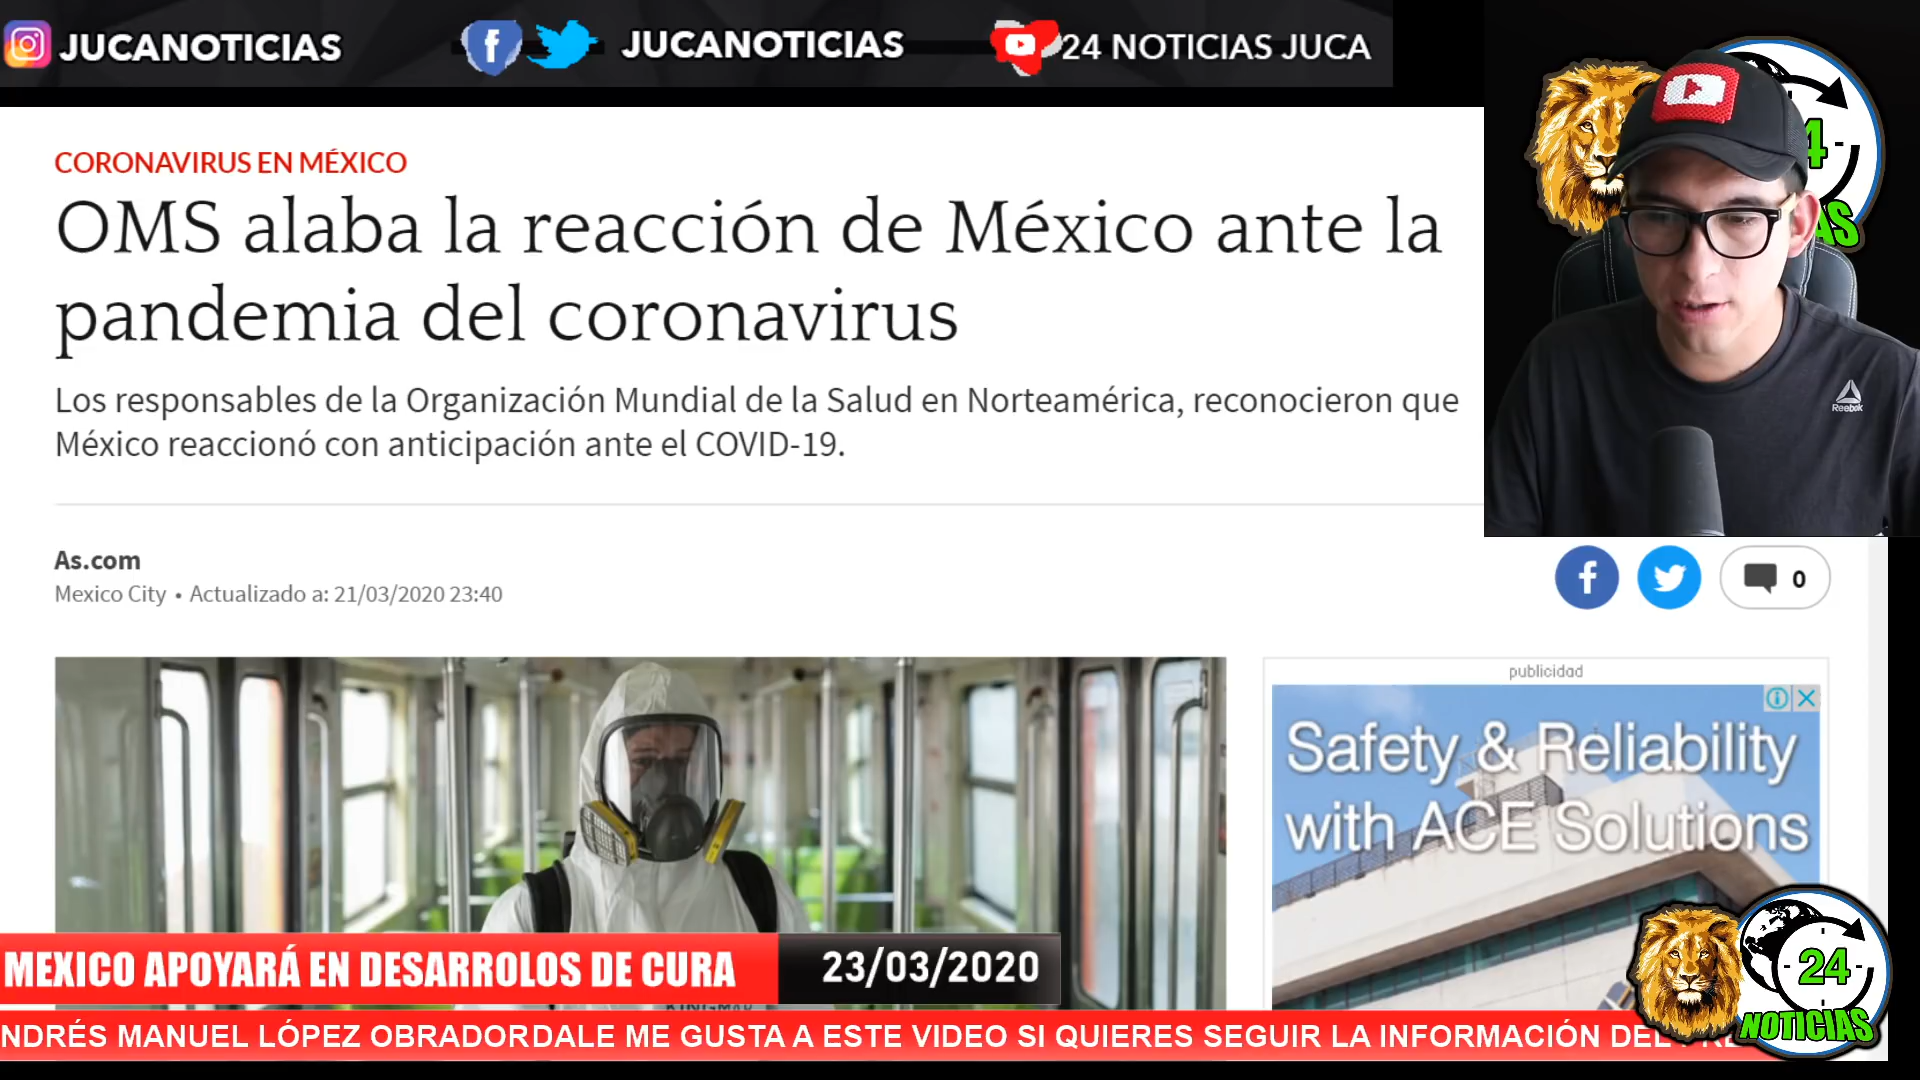 JUCANOTICIAS
JUCANOTICIAS
24 NOTICIAS JUCA
CORONAVIRUS EN MÉXICO
OMS alaba la reacción de México ante la
pandemia del coronavirus
Los responsables de la Organización Mundial de la Salud en Norteamérica, reconocieron que
México reaccionó con anticipación ante el COVID-19.
As.com
Mexico City • Actualizado a: 21/03/2020 23:40
0
Reebok
publicidad
Safety & Reliability
with ACE Solutions
MEXICO APOYARÁ EN DESARROLOS DE CURA
23/03/2020
NDRÉS MANUEL LÓPEZ OBRADORDALE ME GUSTA A ESTE VIDEO SI QUIERES SEGUIR LA INFORMACIÓN DEL
24
NOTICIAS